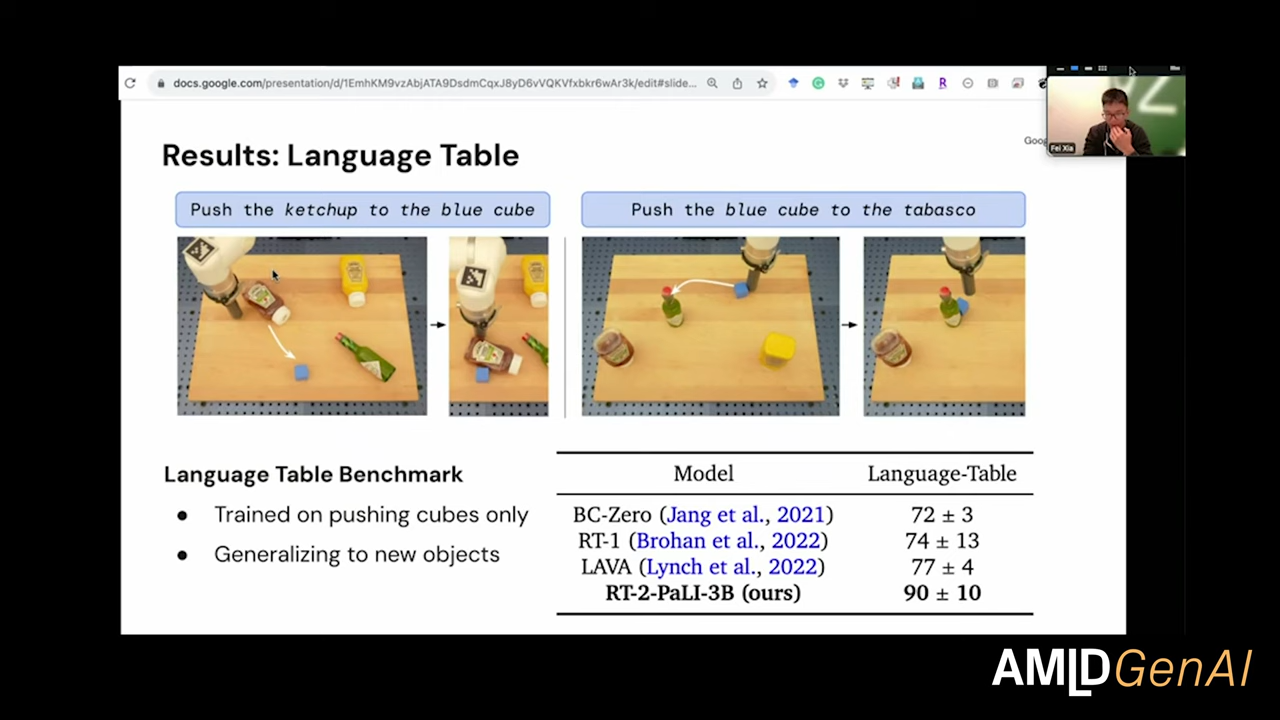 docs.google.com/presentation/d/1EmhKM9vzAbjATA9DsdmCqxJ8yD6vVQKVfxbkr6wAr3k/edit#slide...
Goog
Fei Xia
Results: Language Table
Push the ketchup to the blue cube
Push the blue cube to the tabasco
Language Table Benchmark
● Trained on pushing cubes only
● Generalizing to new objects
Model Language-Table
BC-Zero (Jang et al., 2021) 72 ± 3
RT-1 (Brohan et al., 2022) 74 ± 13
LAVA (Lynch et al., 2022) 77 ± 4
RT-2-PaLI-3B (ours) 90 ± 10
AMLDGenAI